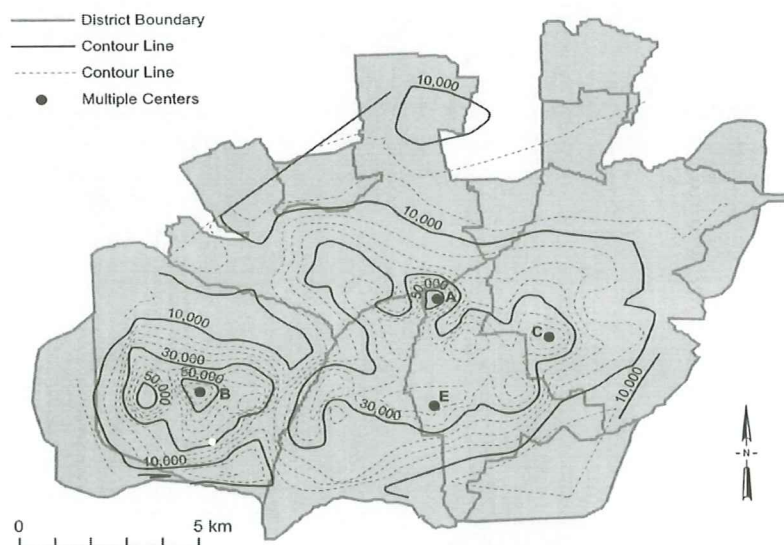 District Boundary
Contour Line
Contour Line
Multiple Centers
10,000
10,000
50,000
A
10,000
C
30,000
50,000
50,000
B
E
30,000
10,000
10,000
N
0 5 km